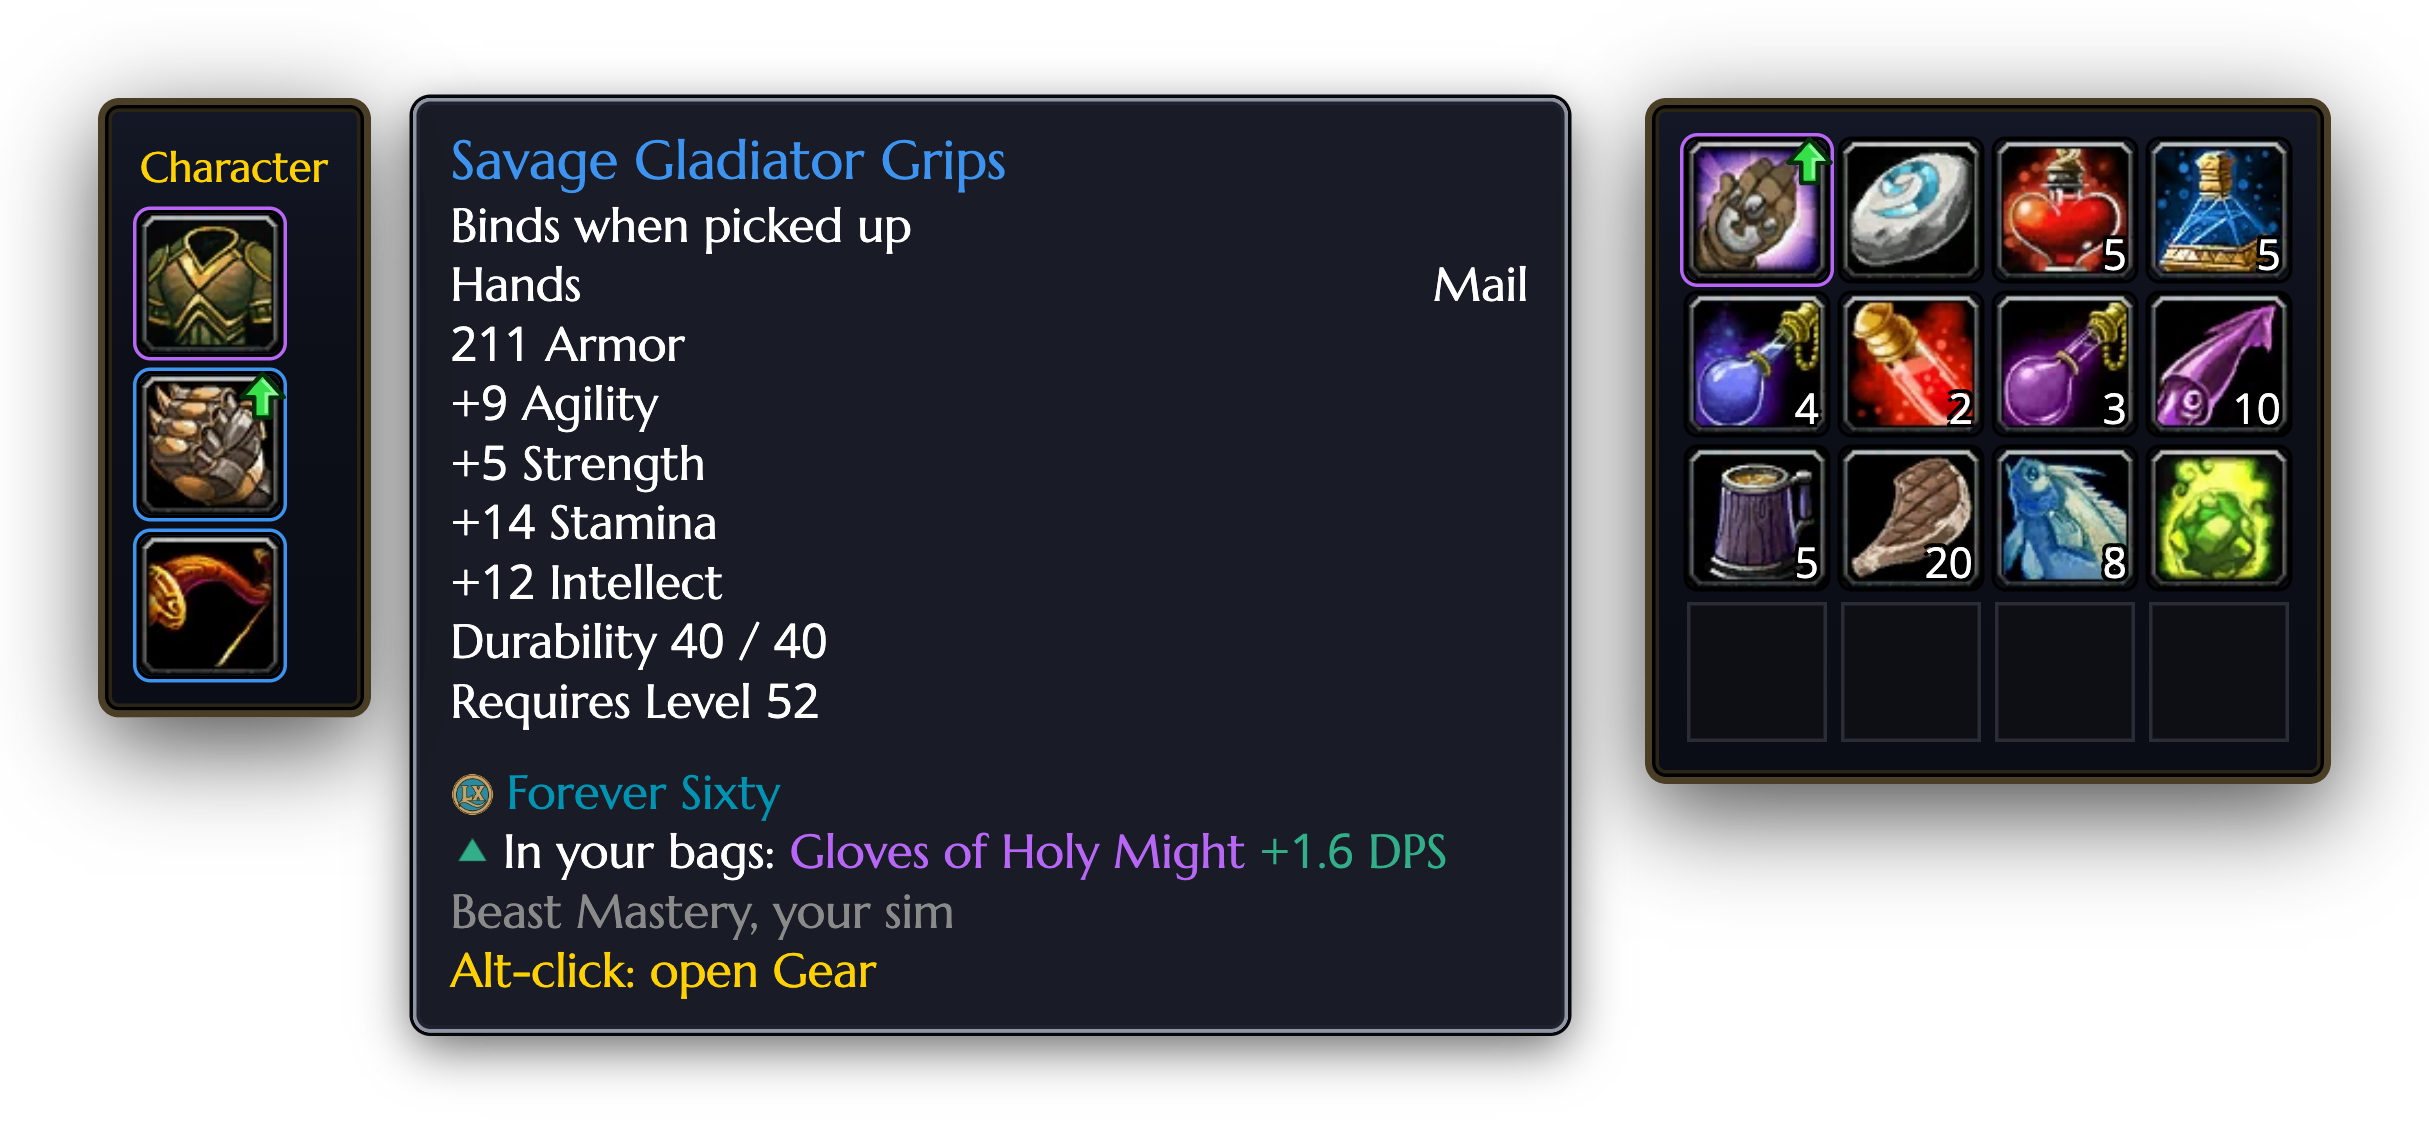 Character
Savage Gladiator Grips
Binds when picked up
Hands Mail
211 Armor
+9 Agility
+5 Strength
+14 Stamina
+12 Intellect
Durability 40 / 40
Requires Level 52
LX Forever Sixty
In your bags: Gloves of Holy Might +1.6 DPS
Beast Mastery, your sim
Alt-click: open Gear
5 5
4 2 3 10
5 20 8